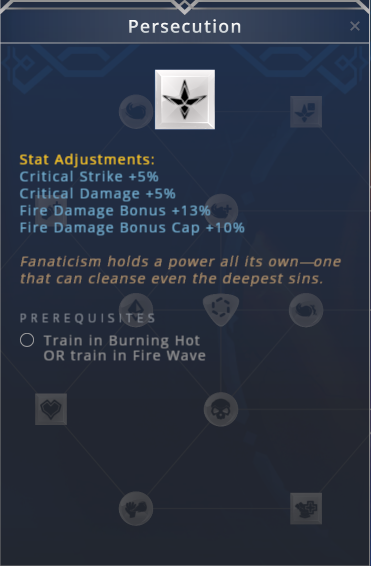 Persecution
Stat Adjustments:
Critical Strike +5%
Critical Damage +5%
Fire Damage Bonus +13%
Fire Damage Bonus Cap +10%
Fanaticism holds a power all its own—one
that can cleanse even the deepest sins.
PREREQUISITES
Train in Burning Hot
OR train in Fire Wave